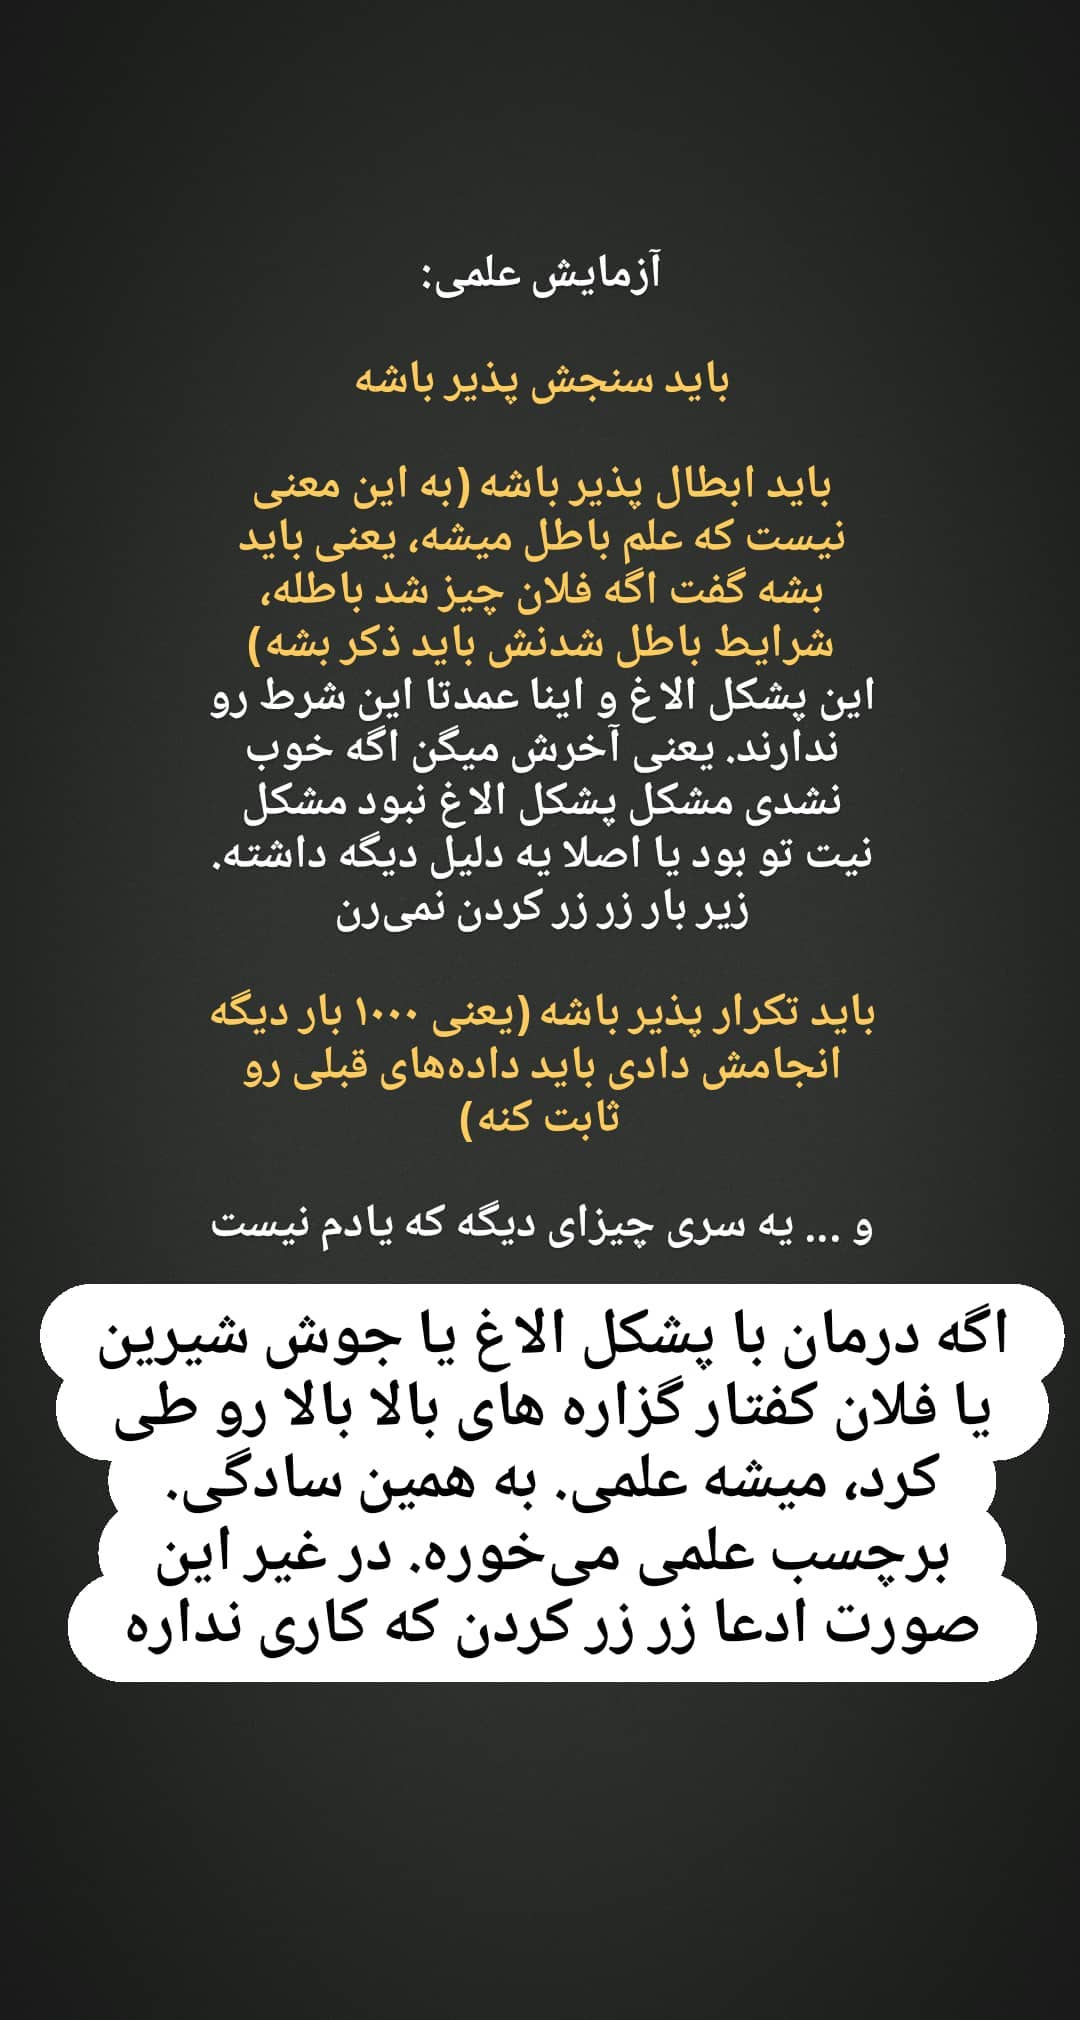 آزمایش علمی:
باید سنجش پذیر باشه
باید ابطال پذیر باشه (به این معنی
نیست که علم باطل میشه، یعنی باید
بشه گفت اگه فلان چیز شد باطله،
شرایط باطل شدنش باید ذکر بشه)
این پشکل الاغ و اینا عمدتا این شرط رو
ندارند. یعنی آخرش میگن اگه خوب
نشدی مشکل پشکل الاغ نبود مشکل
نیت تو بود یا اصلا یه دلیل دیگه داشته.
زیر بار زر زر کردن نمی‌رن
باید تکرار پذیر باشه (یعنی ۱۰۰۰ بار دیگه
انجامش دادی باید داده‌های قبلی رو
ثابت کنه)
و ... یه سری چیزای دیگه که یادم نیست
اگه درمان با پشکل الاغ یا جوش شیرین
یا فلان کفتار گزاره های بالا بالا رو طی
کرد، میشه علمی. به همین سادگی.
برچسب علمی می‌خوره. در غیر این
صورت ادعا زر زر کردن که کاری نداره